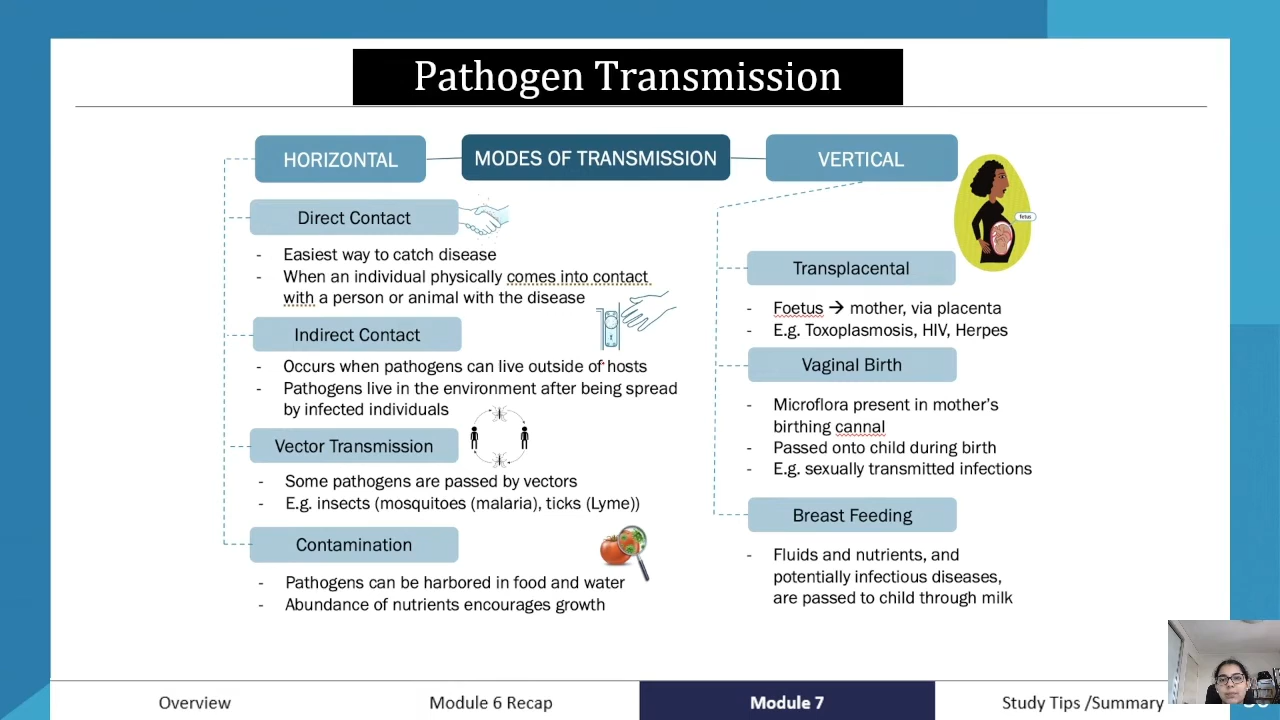 Pathogen Transmission
HORIZONTAL
MODES OF TRANSMISSION
VERTICAL
Direct Contact
- Easiest way to catch disease
- When an individual physically comes into contact
with a person or animal with the disease
Indirect Contact
- Occurs when pathogens can live outside of hosts
- Pathogens live in the environment after being spread
by infected individuals
Vector Transmission
- Some pathogens are passed by vectors
- E.g. insects (mosquitoes (malaria), ticks (Lyme))
Contamination
- Pathogens can be harbored in food and water
- Abundance of nutrients encourages growth
fetus
Transplacental
- Foetus → mother, via placenta
- E.g. Toxoplasmosis, HIV, Herpes
Vaginal Birth
- Microflora present in mother's
birthing cannal
- Passed onto child during birth
- E.g. sexually transmitted infections
Breast Feeding
- Fluids and nutrients, and
potentially infectious diseases,
are passed to child through milk
Overview
Module 6 Recap
Module 7
Study Tips /Summary